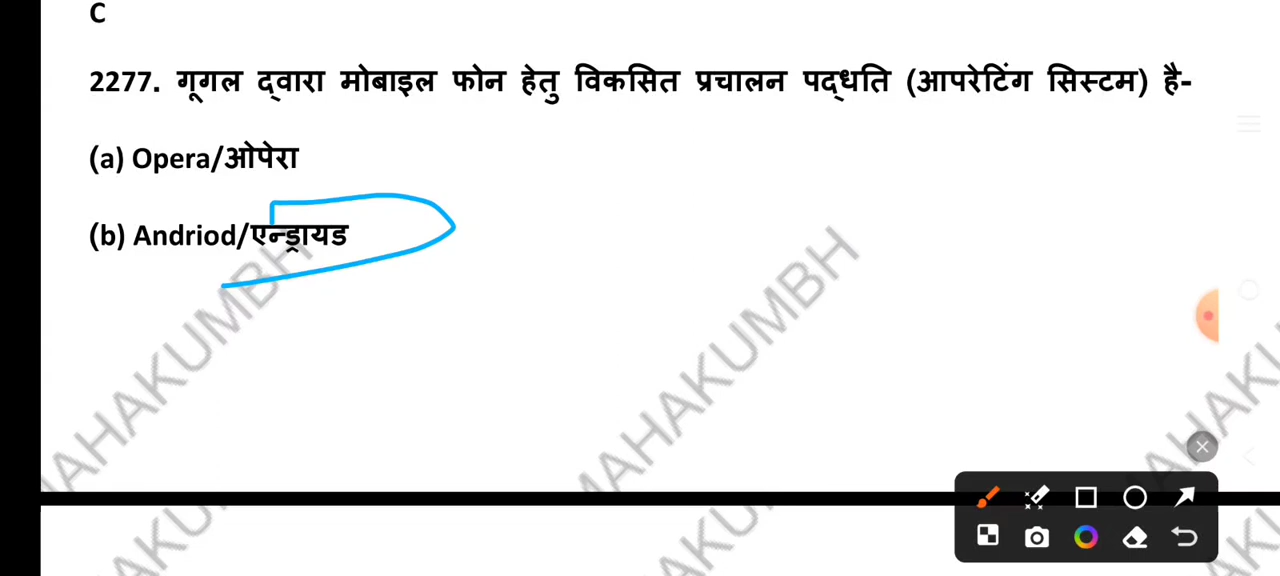 C
2277. गूगल द्वारा मोबाइल फोन हेतु विकसित प्रचालन पद्धति (आपरेटिंग सिस्टम) है-
(a) Opera/ओपेरा
(b) Andriod/एन्ड्रायड
MAHAKUMBH
MAHAKUMBH